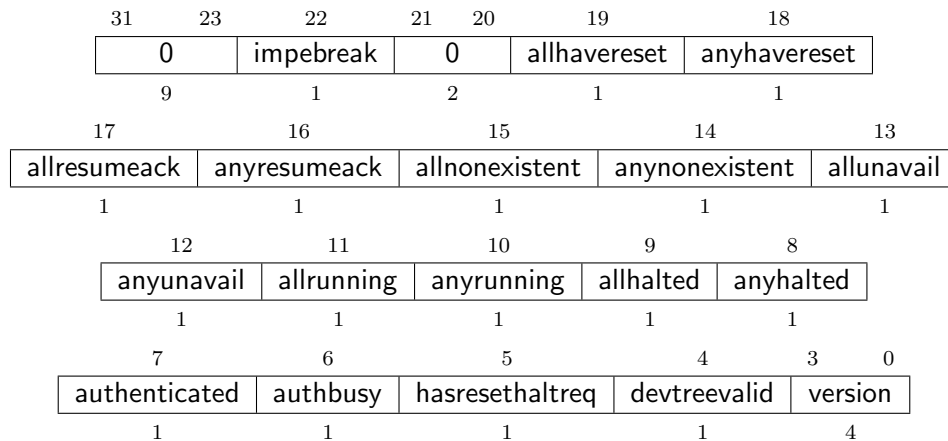 31 23 22 21 20 19 18
0 impebreak 0 allhavereset anyhavereset
9 1 2 1 1
17 16 15 14 13
allresumeack anyresumeack allnonexistent anynonexistent allunavail
1 1 1 1 1
12 11 10 9 8
anyunavail allrunning anyrunning allhalted anyhalted
1 1 1 1 1
7 6 5 4 3 0
authenticated authbusy hasresethaltreq devtreevalid version
1 1 1 1 4